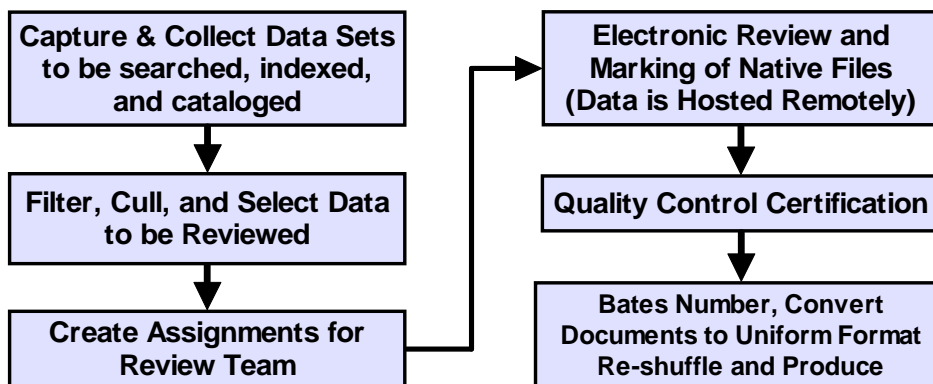 Capture & Collect Data Sets
to be searched, indexed,
and cataloged
Filter, Cull, and Select Data
to be Reviewed
Create Assignments for
Review Team
Electronic Review and
Marking of Native Files
(Data is Hosted Remotely)
Quality Control Certification
Bates Number, Convert
Documents to Uniform Format
Re-shuffle and Produce